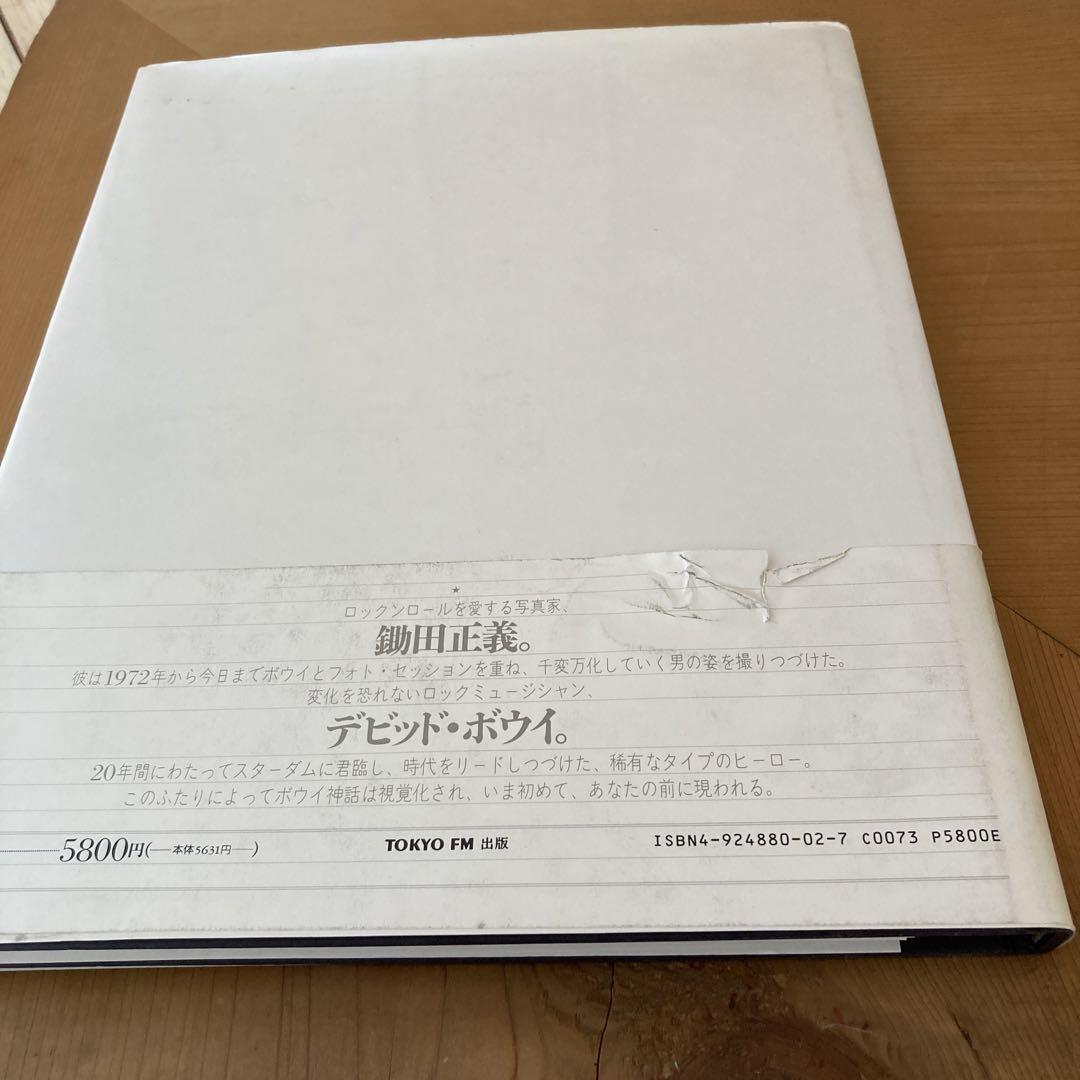 ★
ロックンロールを愛する写真家、
鋤田正義。
彼は1972年から今日までボウイとフォト・セッションを重ね、千変万化していく男の姿を撮りつづけた。
変化を恐れないロックミュージシャン、
デビッド・ボウイ。
20年間にわたってスターダムに君臨し、時代をリードしつづけた、稀有なタイプのヒーロー。
このふたりによってボウイ神話は視覚化され、いま初めて、あなたの前に現われる。
5800円(—本体5631円—) TOKYO FM 出版 ISBN4-924880-02-7 C0073 P5800E